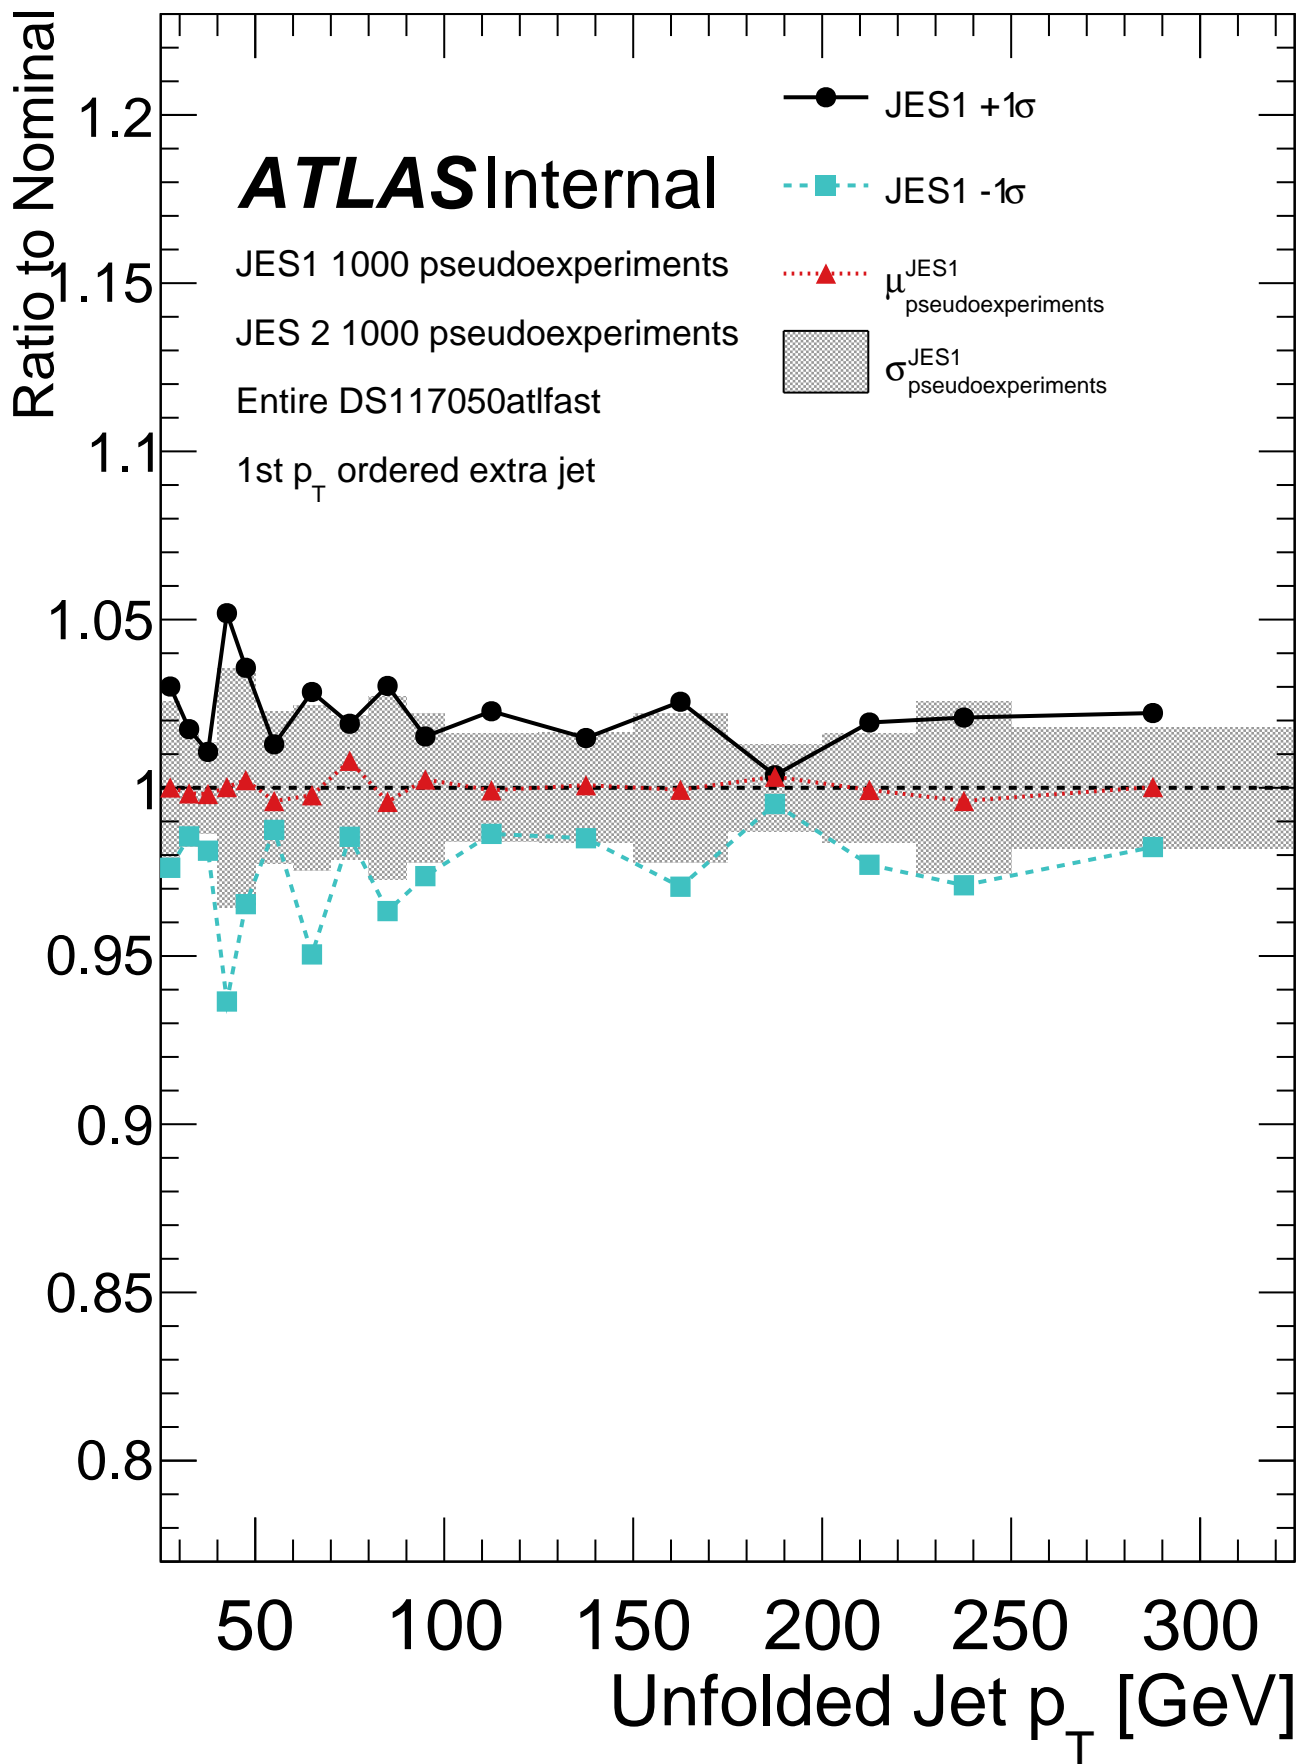 Ratio to Nominal
1.2
1.15
1.1
1.05
1
0.95
0.9
0.85
0.8
ATLAS Internal
JES1 1000 pseudoexperiments
JES 2 1000 pseudoexperiments
Entire DS117050atlfast
1st p_T ordered extra jet
JES1 +1σ
JES1 -1σ
μ^JES1_pseudoexperiments
σ^JES1_pseudoexperiments
50 100 150 200 250 300
Unfolded Jet p_T [GeV]